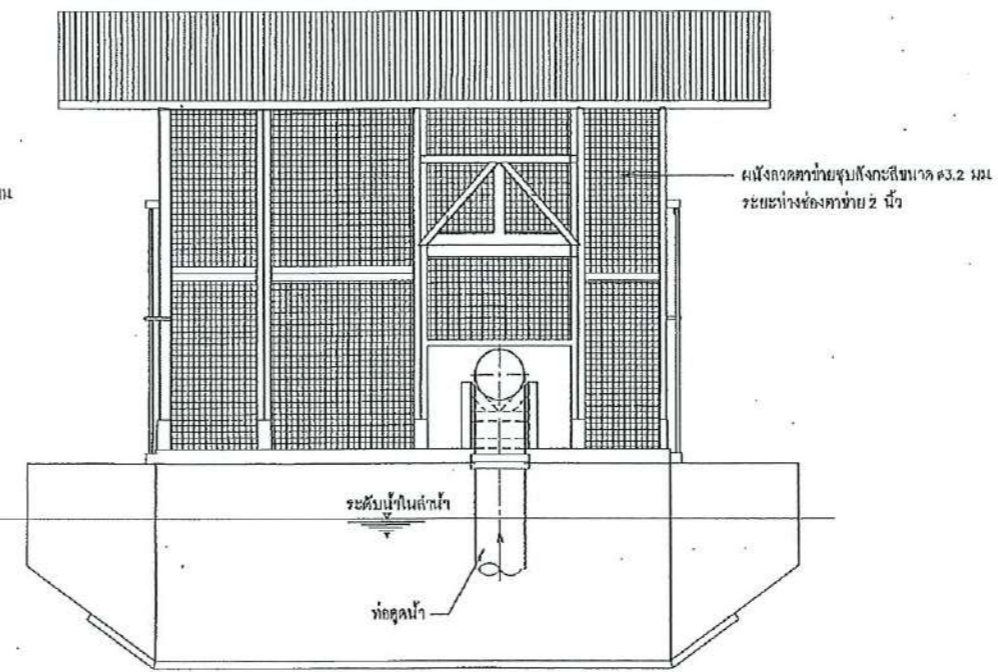 ผนังลวดตาข่ายชุบสังกะสีขนาด ø3.2 มม.
ระยะห่างช่องตาข่าย 2 นิ้ว
ระดับน้ำในลำน้ำ
ท่อดูดน้ำ